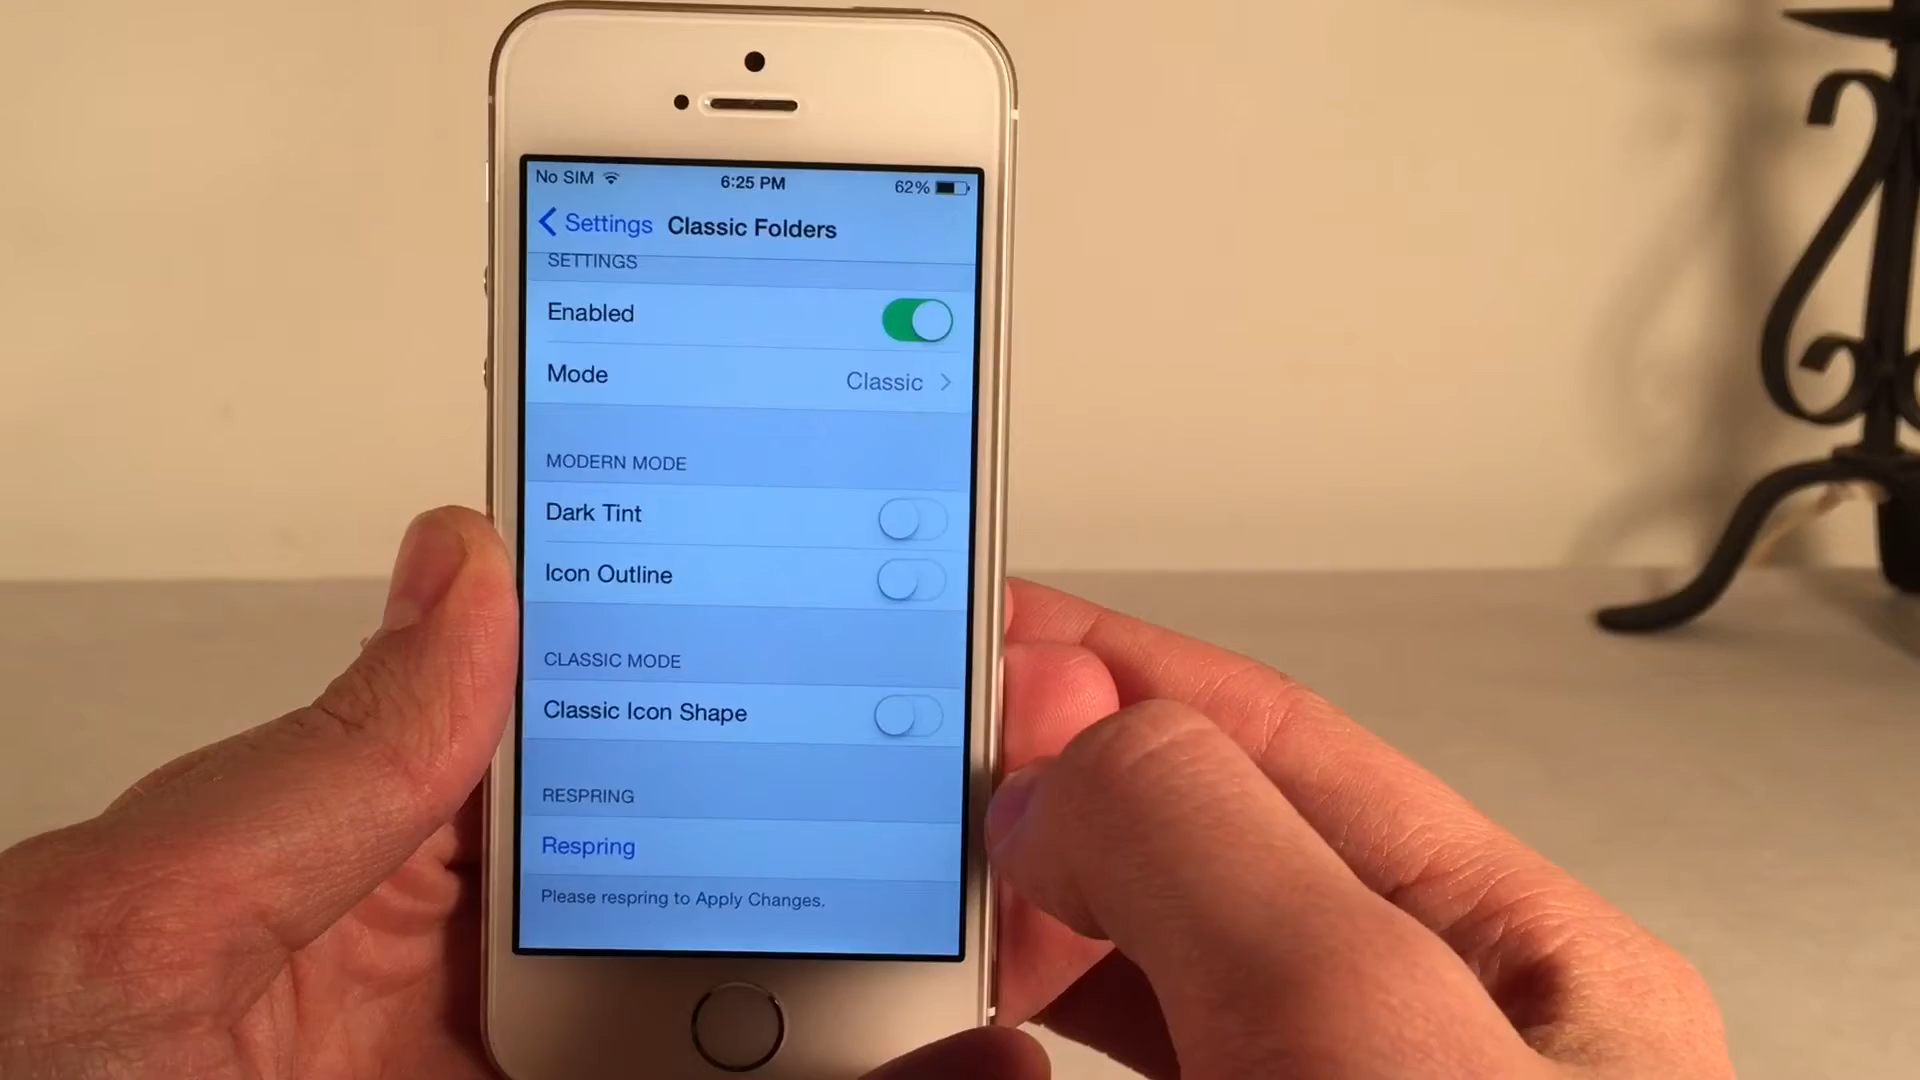 No SIM 6:25 PM 62%
Settings Classic Folders
SETTINGS
Enabled
Mode Classic
MODERN MODE
Dark Tint
Icon Outline
CLASSIC MODE
Classic Icon Shape
RESPRING
Respring
Please respring to Apply Changes.